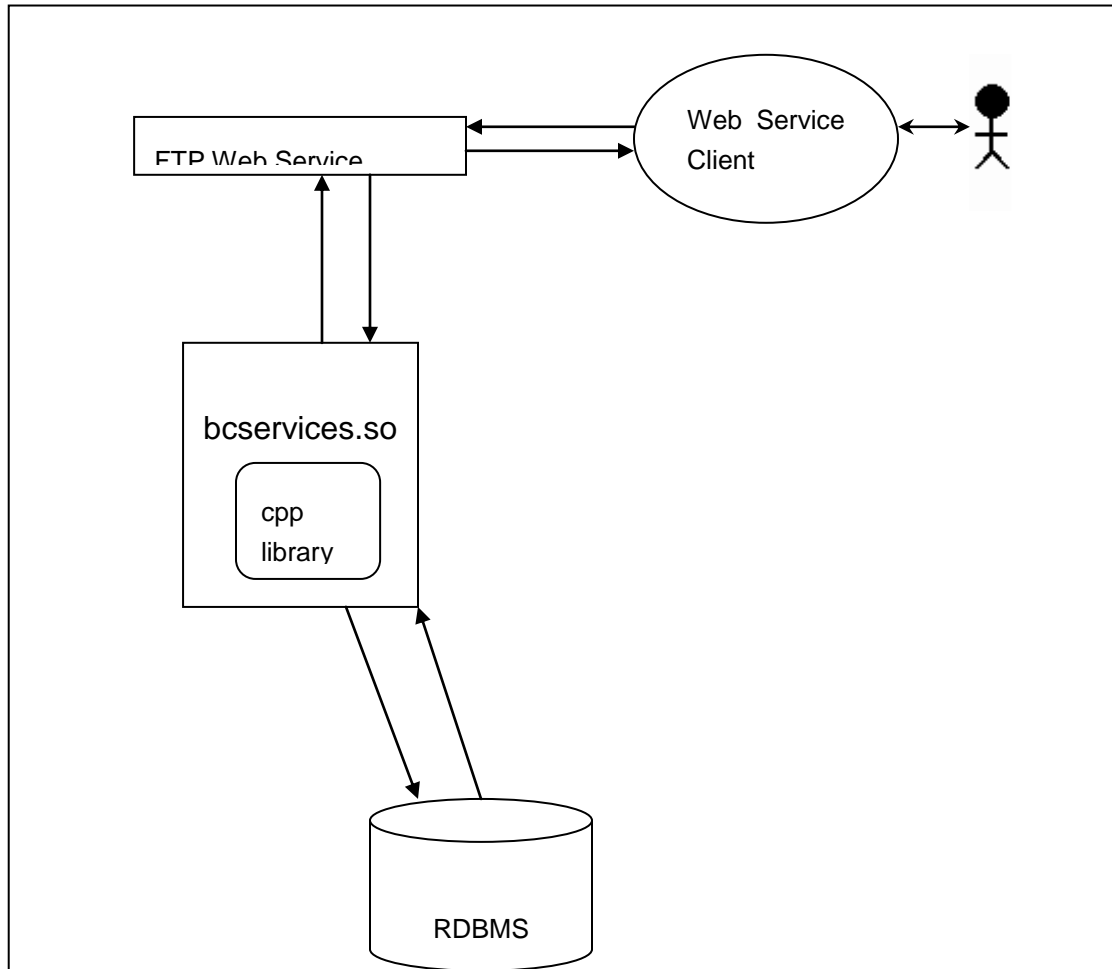 Web Service
Client
FTP Web Service
bcservices.so
cpp
library
RDBMS